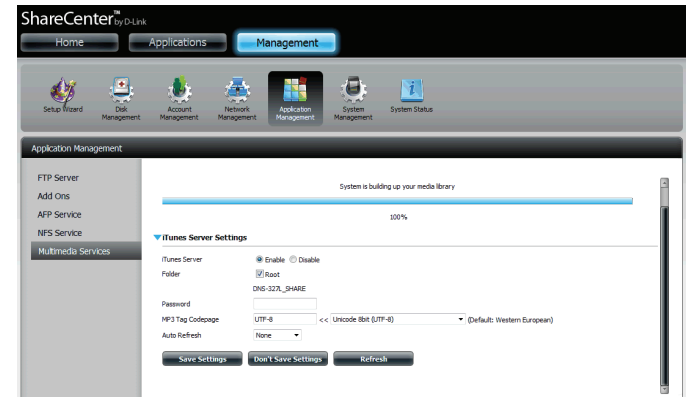 ShareCenter™ by D-Link
Home Applications Management
Setup Wizard Disk Management Account Management Network Management Application Management System Management System Status
Application Management
FTP Server
Add Ons
AFP Service
NFS Service
Multimedia Services
System is building up your media library
100%
iTunes Server Settings
iTunes Server Enable Disable
Folder Root
DNS-327L_SHARE
Password
MP3 Tag Codepage UTF-8 << Unicode 8bit (UTF-8) (Default: Western European)
Auto Refresh None
Save Settings Don't Save Settings Refresh